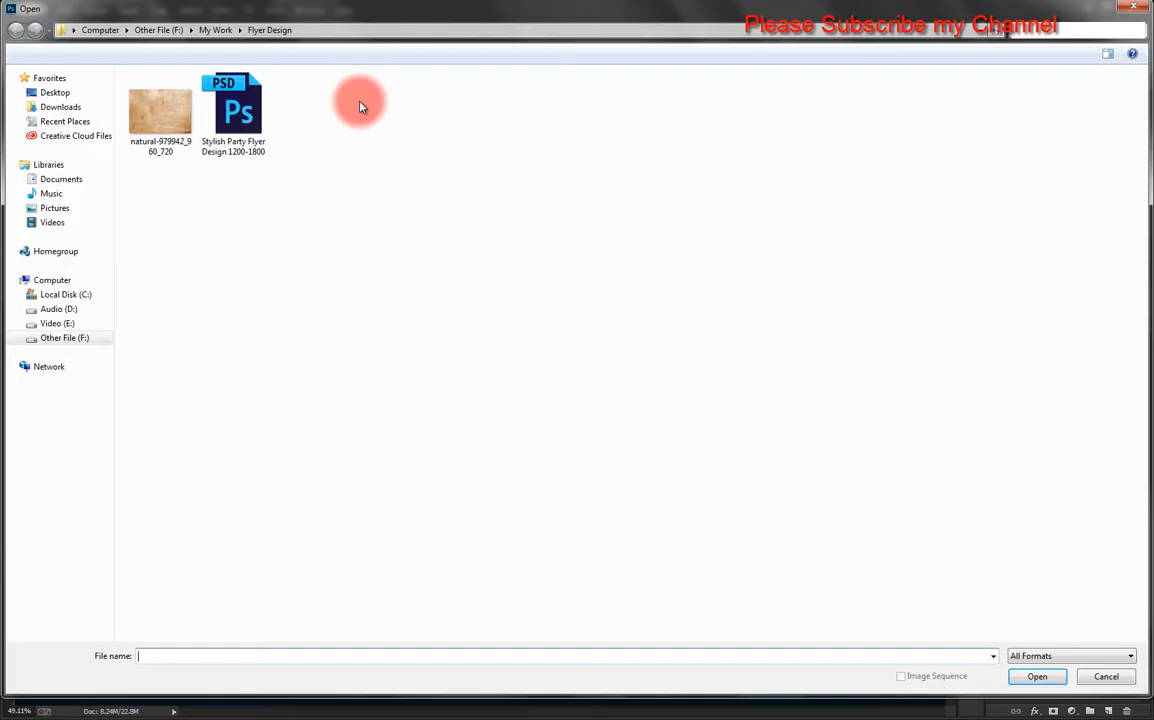 Open
Please Subscribe my Channel
Computer
Other File (F:)
My Work
Flyer Design
Favorites
Desktop
Downloads
Recent Places
Creative Cloud Files
Libraries
Documents
Music
Pictures
Videos
Homegroup
Computer
Local Disk (C:)
Audio (D:)
Video (E:)
Other File (F:)
Network
natural-979942_9
60_720
PSD
Ps
Stylish Party Flyer
Design 1200-1800
File name:
All Formats
Image Sequence
Open
Cancel
49.11%
Doc: 8.24M/22.8M
fx